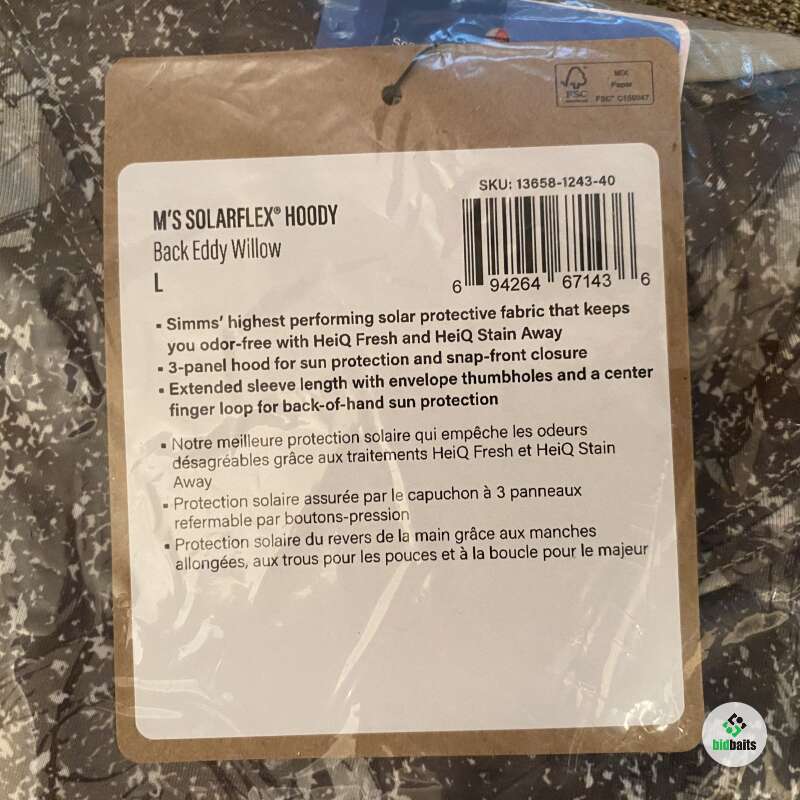 FSC
MIX
Paper
FSC® C159947
SKU: 13658-1243-40
M'S SOLARFLEX® HOODY
Back Eddy Willow
L
6 94264 67143 6
▪ Simms' highest performing solar protective fabric that keeps
you odor-free with HeiQ Fresh and HeiQ Stain Away
▪ 3-panel hood for sun protection and snap-front closure
▪ Extended sleeve length with envelope thumbholes and a center
finger loop for back-of-hand sun protection
▪ Notre meilleure protection solaire qui empêche les odeurs
désagréables grâce aux traitements HeiQ Fresh et HeiQ Stain
Away
▪ Protection solaire assurée par le capuchon à 3 panneaux
refermable par boutons-pression
▪ Protection solaire du revers de la main grâce aux manches
allongées, aux trous pour les pouces et à la boucle pour le majeur
bidbaits